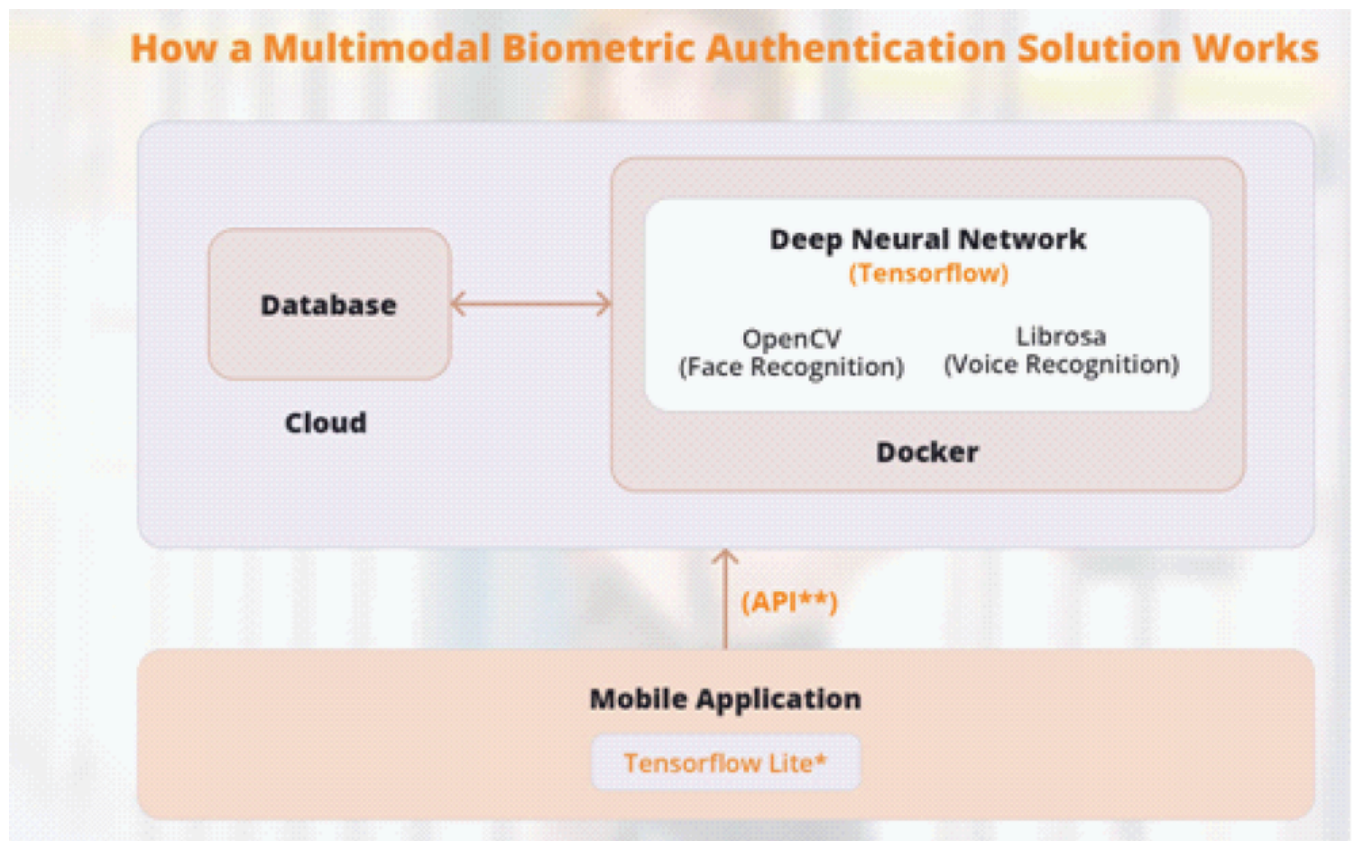 How a Multimodal Biometric Authentication Solution Works
Deep Neural Network
(Tensorflow)
Database
OpenCV
(Face Recognition)
Librosa
(Voice Recognition)
Cloud
Docker
(API**)
Mobile Application
Tensorflow Lite*